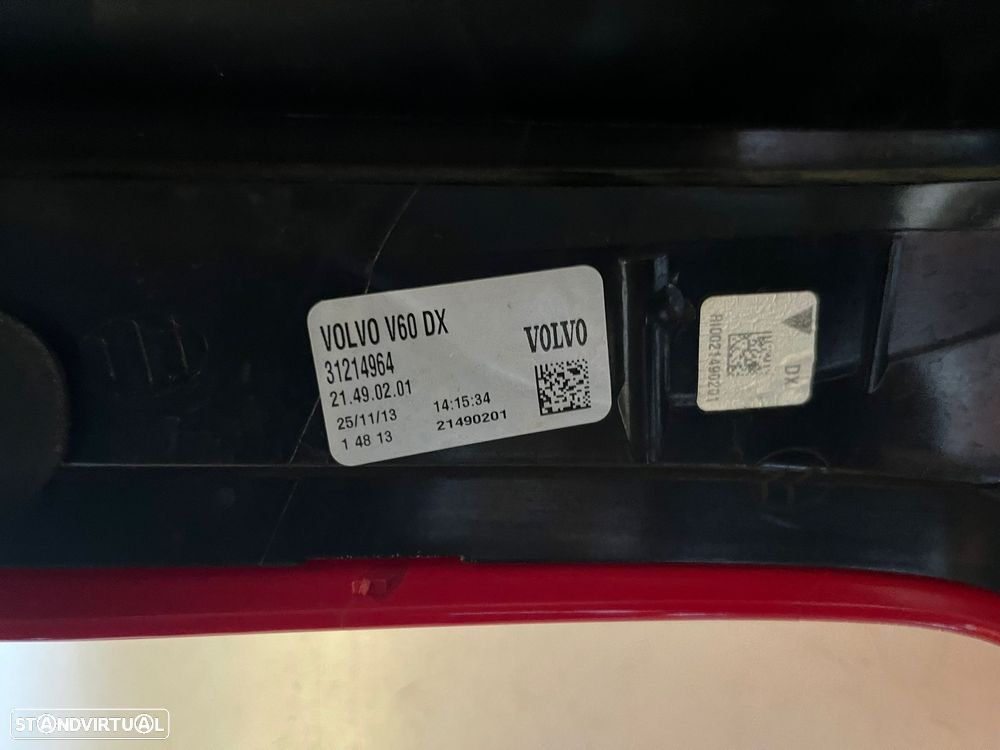 VOLVO V60 DX
31214964
21.49.02.01
25/11/13 14:15:34
1 48 13 21490201
VOLVO
DX
AI0021490201
STANDVIRTUAL